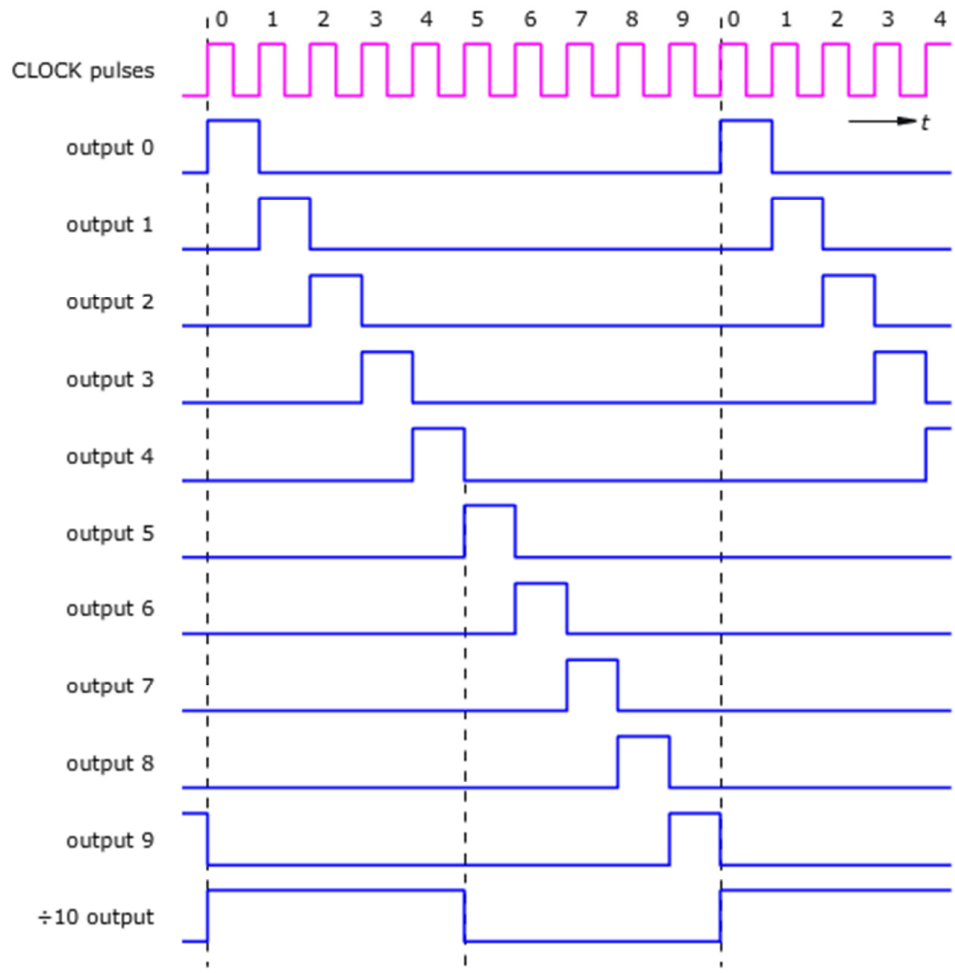 0 1 2 3 4 5 6 7 8 9 0 1 2 3 4
CLOCK pulses
t
output 0
output 1
output 2
output 3
output 4
output 5
output 6
output 7
output 8
output 9
÷10 output